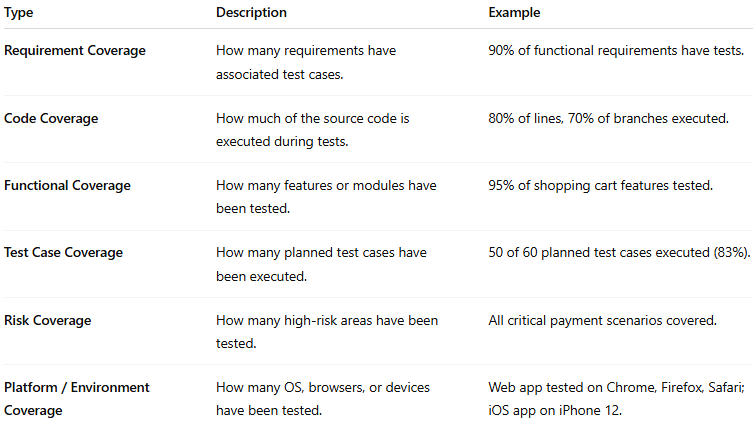 Type Description Example
Requirement Coverage How many requirements have 90% of functional requirements have tests.
associated test cases.
Code Coverage How much of the source code is 80% of lines, 70% of branches executed.
executed during tests.
Functional Coverage How many features or modules have 95% of shopping cart features tested.
been tested.
Test Case Coverage How many planned test cases have 50 of 60 planned test cases executed (83%).
been executed.
Risk Coverage How many high-risk areas have been All critical payment scenarios covered.
tested.
Platform / Environment How many OS, browsers, or devices Web app tested on Chrome, Firefox, Safari;
Coverage have been tested. iOS app on iPhone 12.